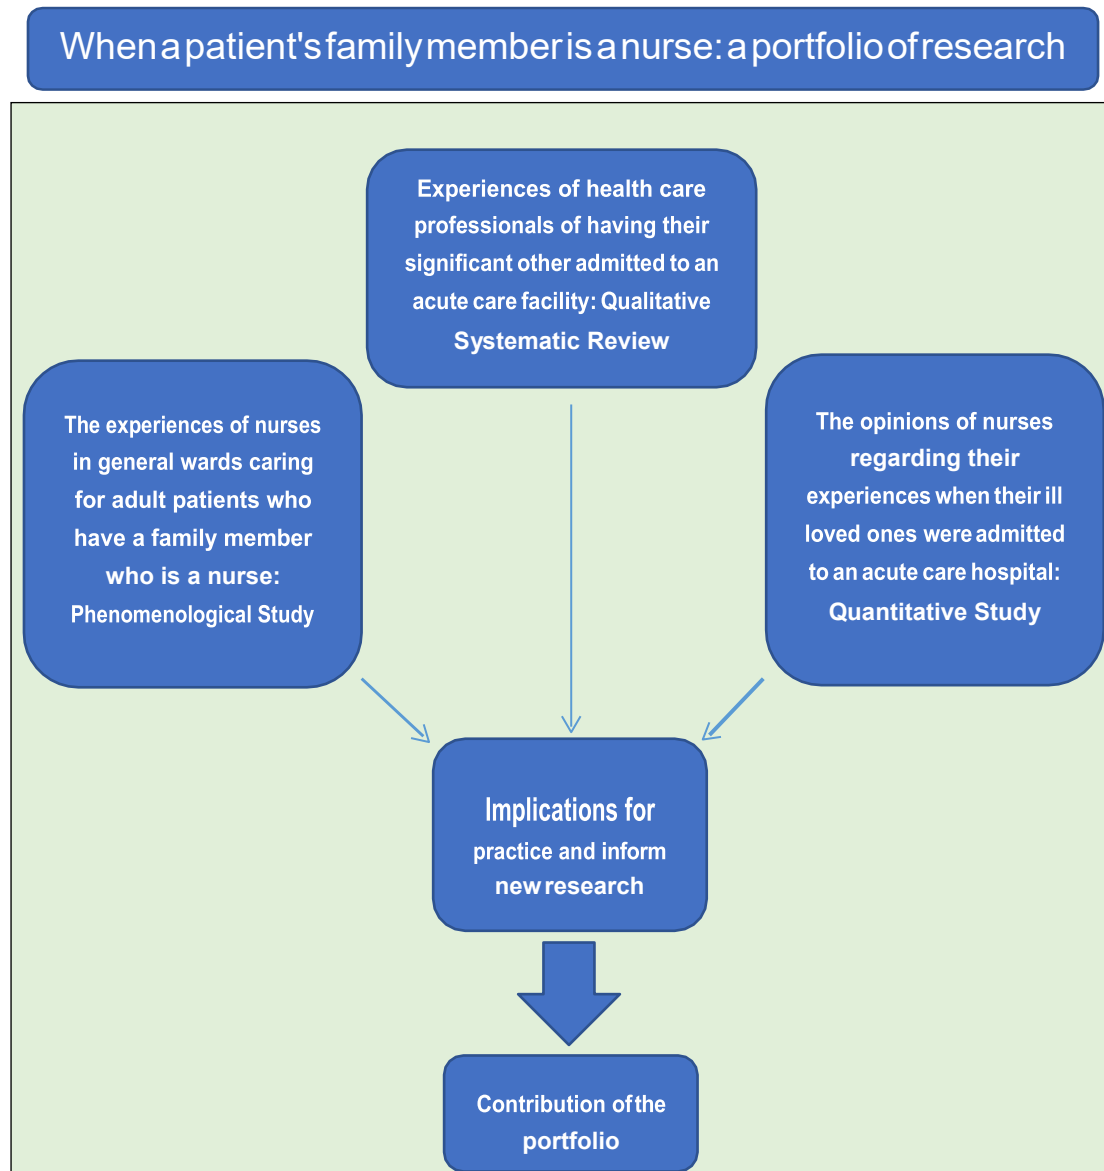 When a patient's family member is a nurse: a portfolio of research
Experiences of health care
professionals of having their
significant other admitted to an
acute care facility: Qualitative
Systematic Review
The experiences of nurses
in general wards caring
for adult patients who
have a family member
who is a nurse:
Phenomenological Study
The opinions of nurses
regarding their
experiences when their ill
loved ones were admitted
to an acute care hospital:
Quantitative Study
Implications for
practice and inform
new research
Contribution of the
portfolio